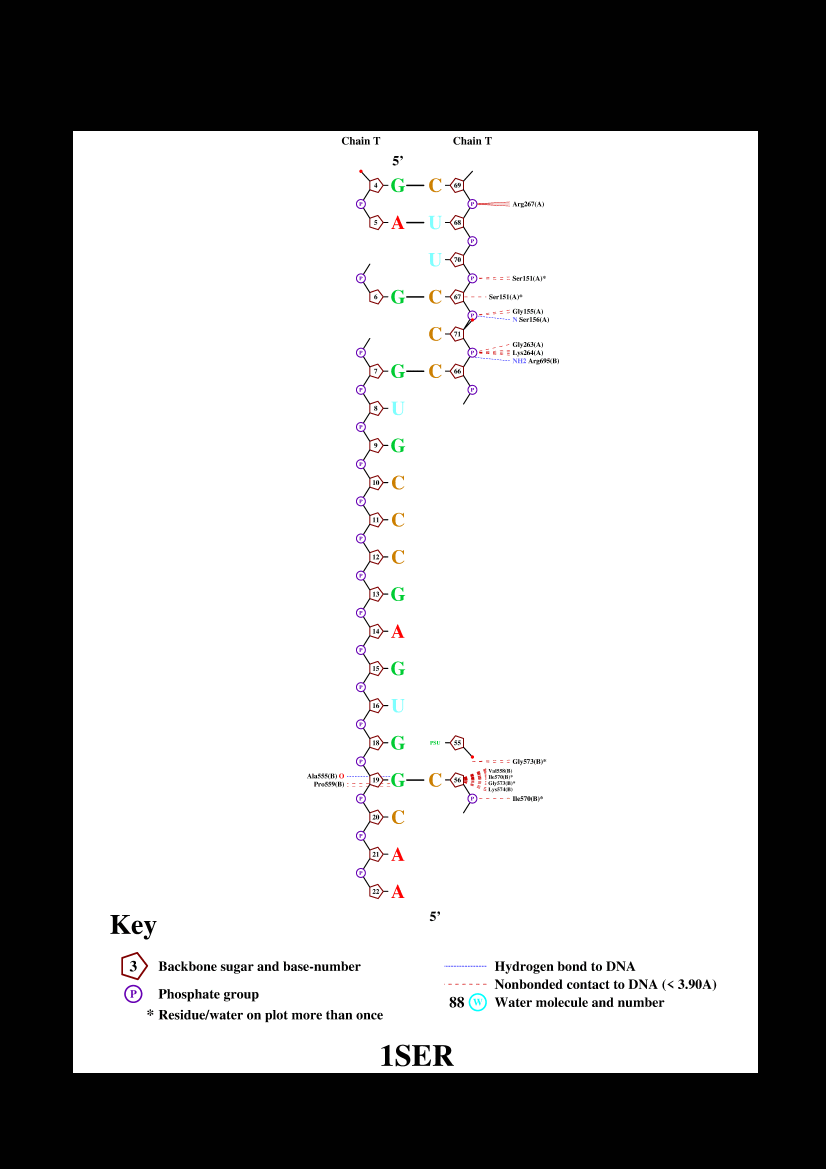 Chain T Chain T
5’
4 G C 69
P P Arg267(A)
5 A U 68
P
U 70
P P Ser151(A)*
6 G C 67 Ser151(A)*
Gly155(A)
P N Ser156(A)
C 71
Gly263(A)
P P Lys264(A)
NH2 Arg695(B)
7 G C 66
P P
8 U
P
9 G
P
10 C
P
11 C
P
12 C
P
13 G
P
14 A
P
15 G
P
16 U
P
18 G PSU 55
P Gly573(B)*
Val558(B)
Ala555(B) O Ile570(B)*
19 G C 56
Pro559(B) Gly573(B)*
Lys574(B)
P P Ile570(B)*
20 C
P
21 A
P
22 A
5’
Key
3 Backbone sugar and base-number
P Phosphate group
* Residue/water on plot more than once
Hydrogen bond to DNA
Nonbonded contact to DNA (< 3.90A)
88 W Water molecule and number
1SER